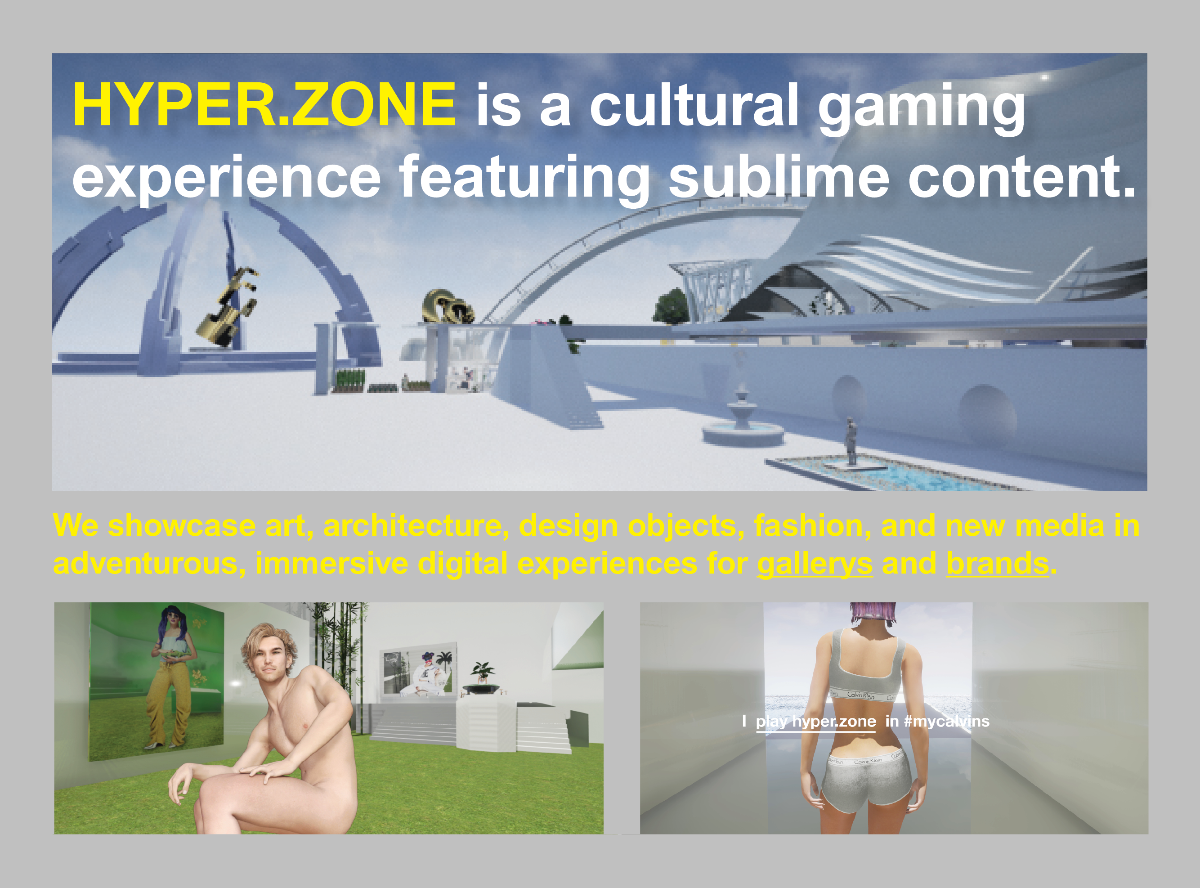 HYPER.ZONE is a cultural gaming
experience featuring sublime content.
We showcase art, architecture, design objects, fashion, and new media in
adventurous, immersive digital experiences for gallerys and brands.
I play hyper.zone in #mycalvins